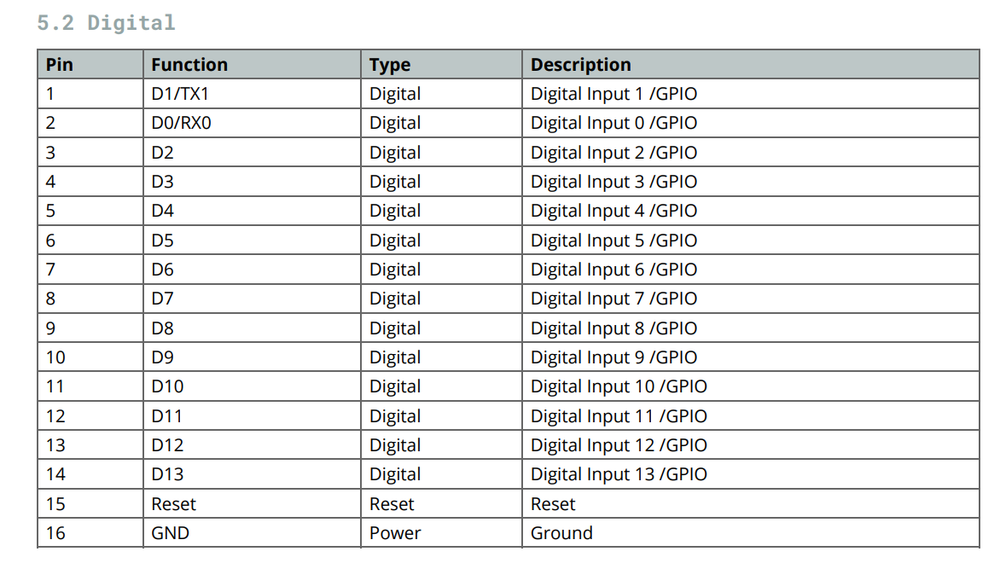 5.2 Digital
Pin Function Type Description
1 D1/TX1 Digital Digital Input 1 /GPIO
2 D0/RX0 Digital Digital Input 0 /GPIO
3 D2 Digital Digital Input 2 /GPIO
4 D3 Digital Digital Input 3 /GPIO
5 D4 Digital Digital Input 4 /GPIO
6 D5 Digital Digital Input 5 /GPIO
7 D6 Digital Digital Input 6 /GPIO
8 D7 Digital Digital Input 7 /GPIO
9 D8 Digital Digital Input 8 /GPIO
10 D9 Digital Digital Input 9 /GPIO
11 D10 Digital Digital Input 10 /GPIO
12 D11 Digital Digital Input 11 /GPIO
13 D12 Digital Digital Input 12 /GPIO
14 D13 Digital Digital Input 13 /GPIO
15 Reset Reset Reset
16 GND Power Ground